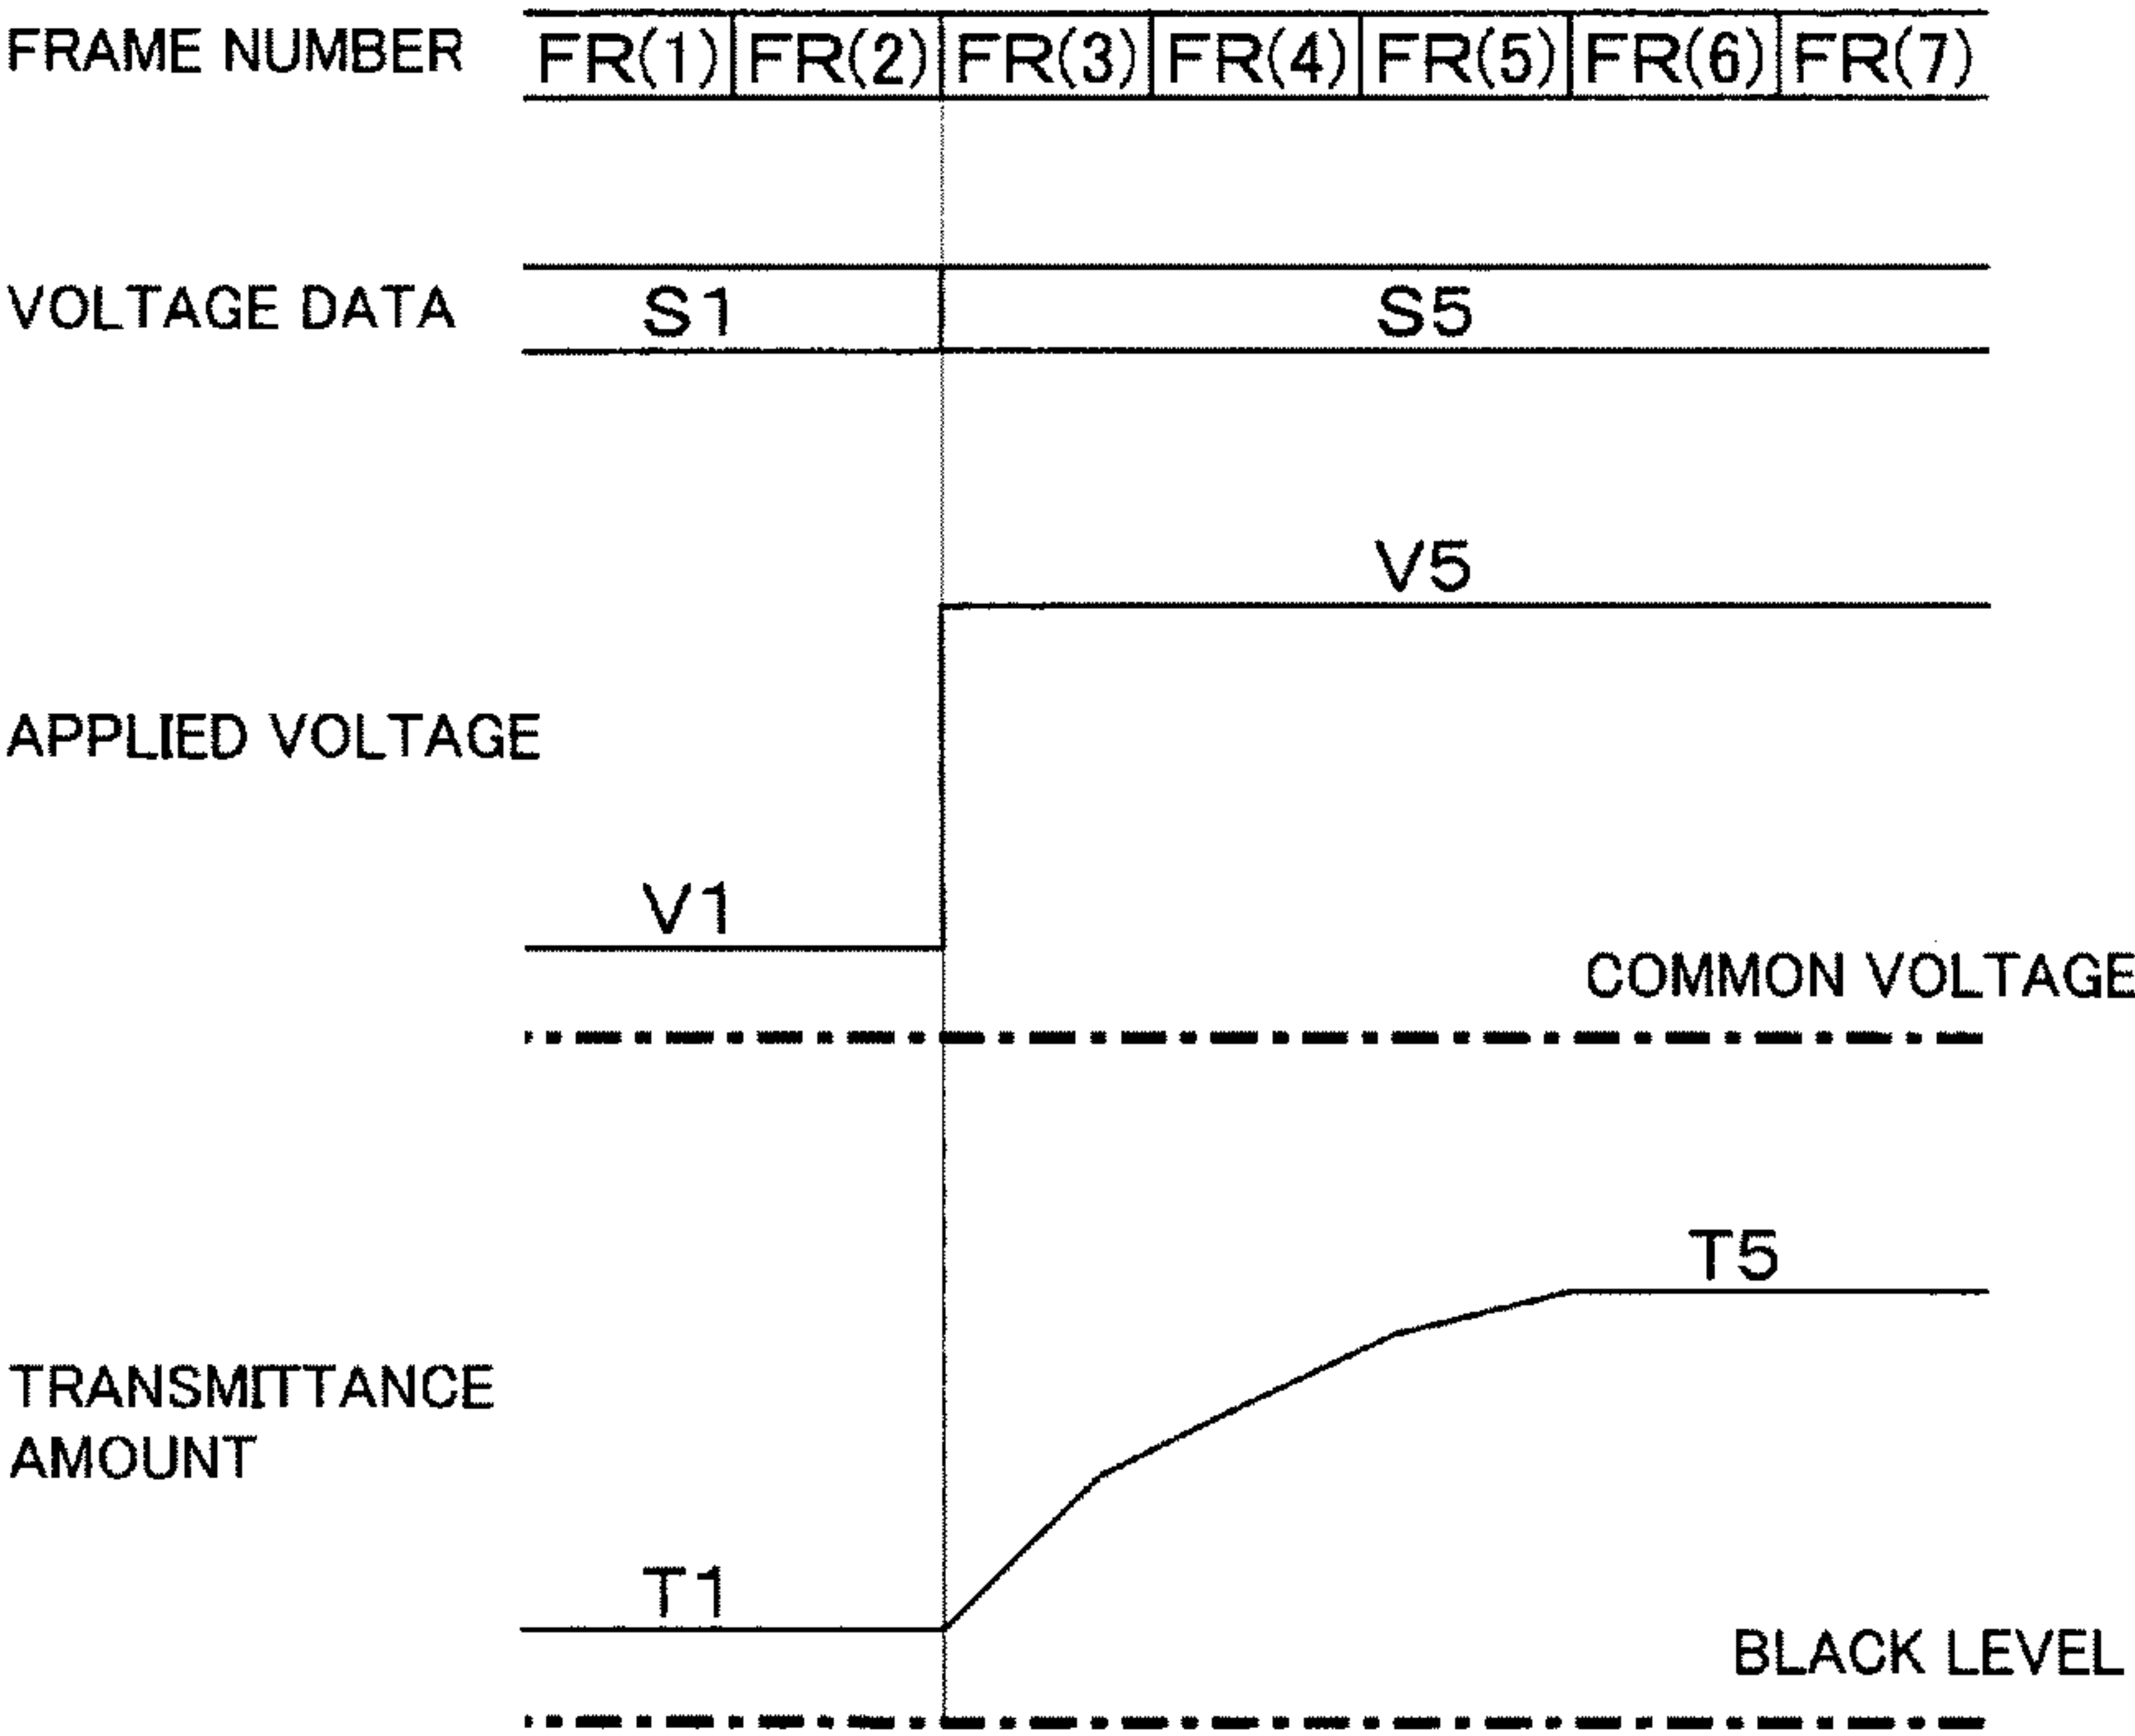 FRAME NUMBER FR(1) FR(2) FR(3) FR(4) FR(5) FR(6) FR(7)
VOLTAGE DATA S1 S5
V5
APPLIED VOLTAGE
V1
COMMON VOLTAGE
T5
TRANSMITTANCE
AMOUNT
T1
BLACK LEVEL